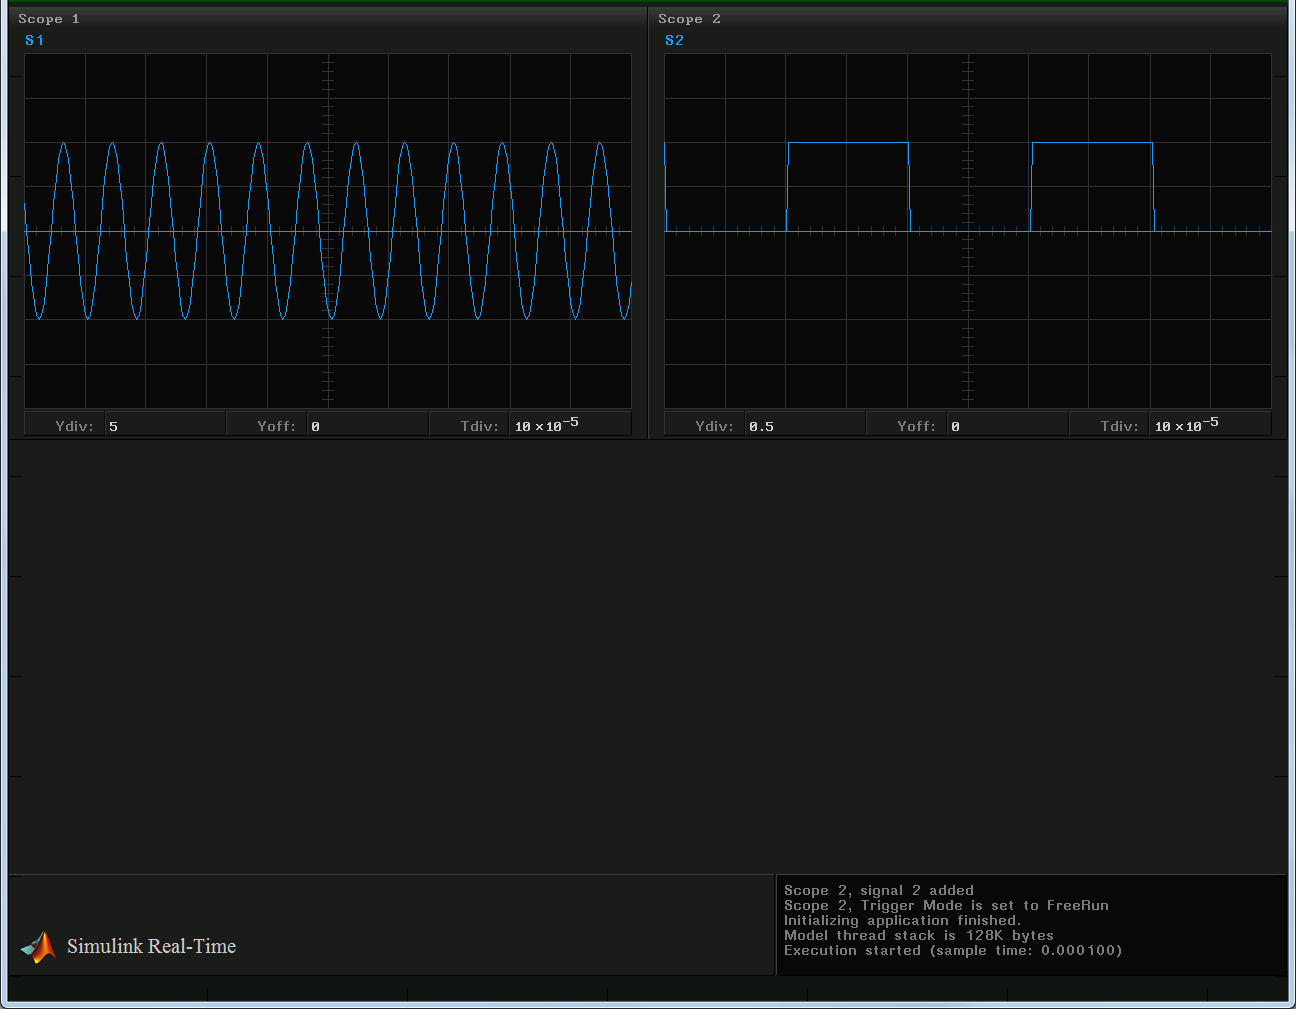 Scope 1
S1
Ydiv: 5 Yoff: 0 Tdiv: 10×10⁻⁵
Scope 2
S2
Ydiv: 0.5 Yoff: 0 Tdiv: 10×10⁻⁵
Simulink Real-Time
Scope 2, signal 2 added
Scope 2, Trigger Mode is set to FreeRun
Initializing application finished.
Model thread stack is 128K bytes
Execution started (sample time: 0.000100)